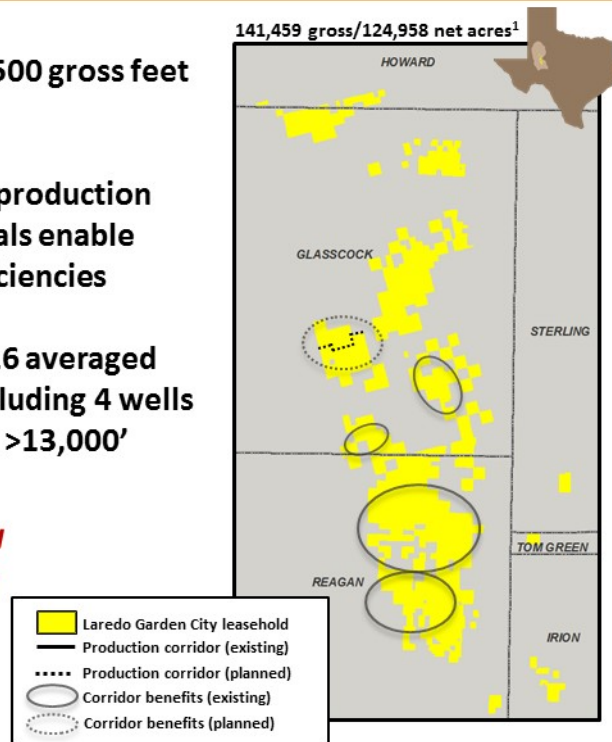 500 gross feet
production
als enable
ciencies
6 averaged
luding 4 wells
>13,000’
141,459 gross/124,958 net acres¹
HOWARD
GLASSCOCK
STERLING
TOM GREEN
REAGAN
IRION
Laredo Garden City leasehold
Production corridor (existing)
Production corridor (planned)
Corridor benefits (existing)
Corridor benefits (planned)